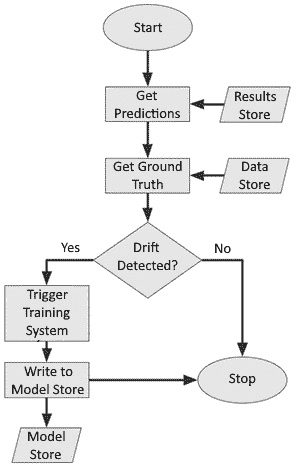 Start
Get
Predictions
Results
Store
Get Ground
Truth
Data
Store
Drift
Detected?
Yes
No
Trigger
Training
System
Write to
Model Store
Stop
Model
Store